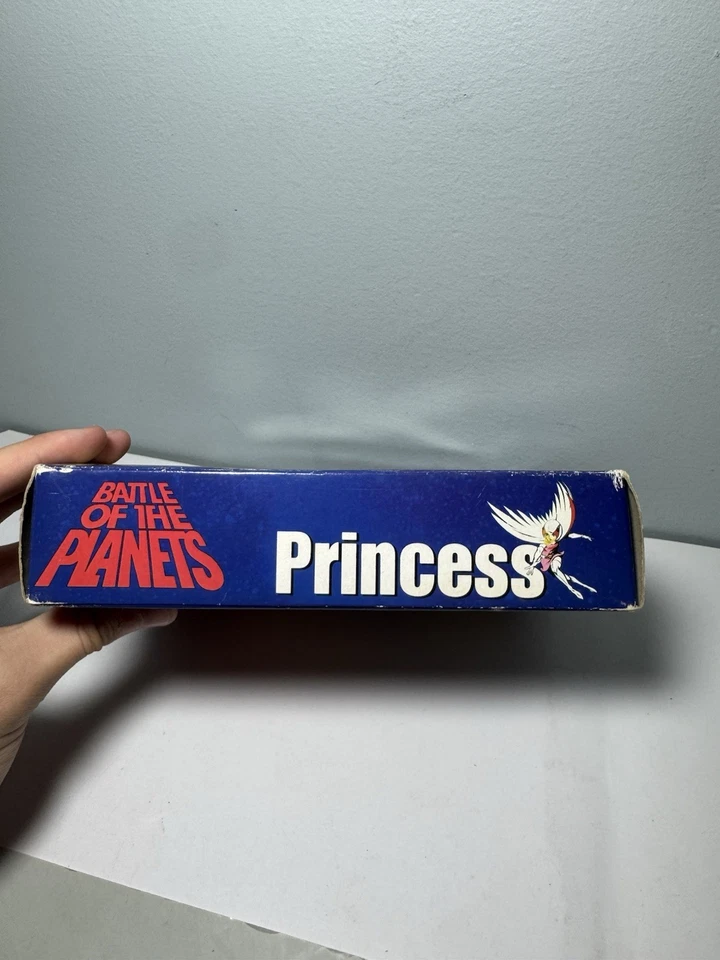 BATTLE
OF THE
PLANETS
Princess